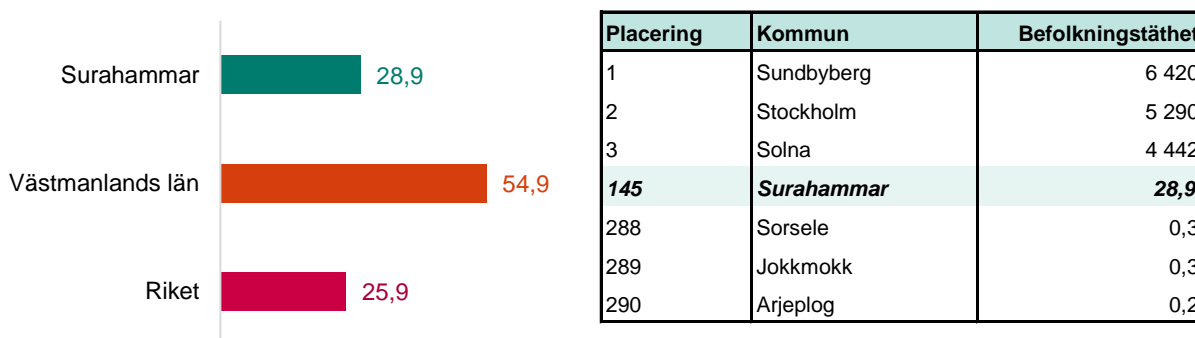 Surahammar 28,9
Västmanlands län 54,9
Riket 25,9
Placering Kommun Befolkningstäthet
1 Sundbyberg 6 420
2 Stockholm 5 290
3 Solna 4 442
145 Surahammar 28,9
288 Sorsele 0,3
289 Jokkmokk 0,3
290 Arjeplog 0,2